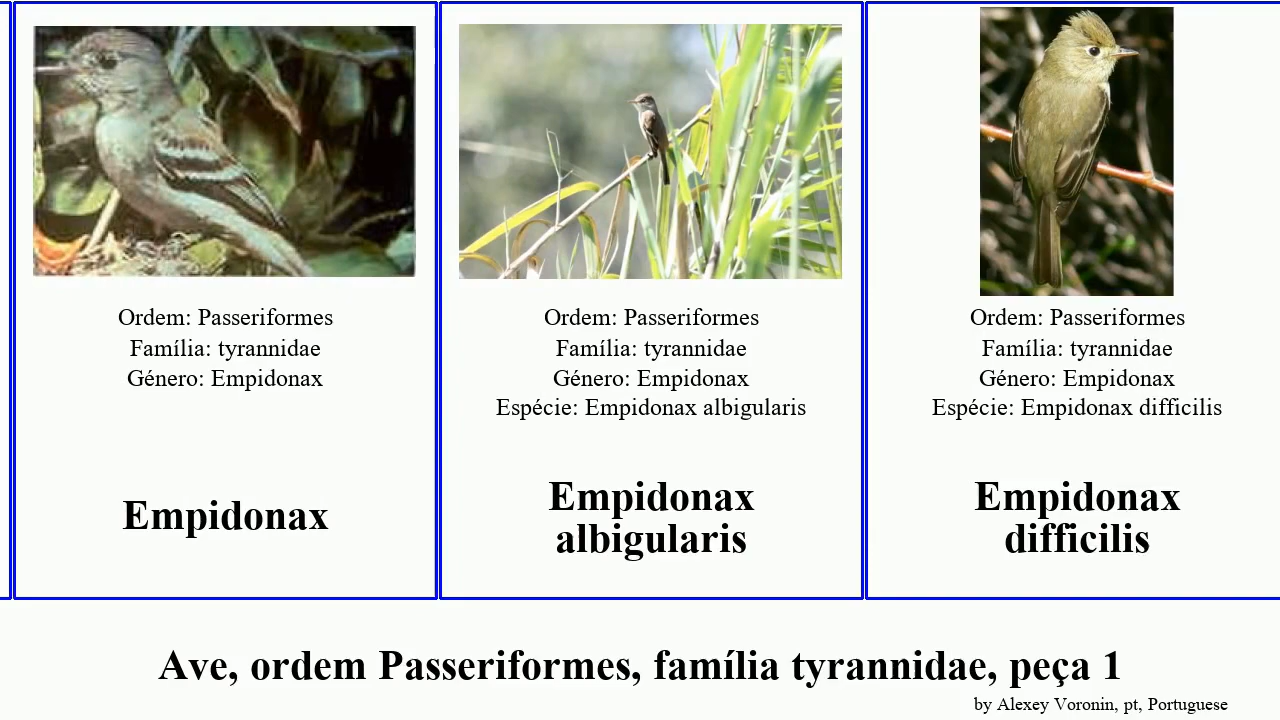 Ordem: Passeriformes
Família: tyrannidae
Género: Empidonax
Empidonax
Ordem: Passeriformes
Família: tyrannidae
Género: Empidonax
Espécie: Empidonax albigularis
Empidonax
albigularis
Ordem: Passeriformes
Família: tyrannidae
Género: Empidonax
Espécie: Empidonax difficilis
Empidonax
difficilis
Ave, ordem Passeriformes, família tyrannidae, peça 1
by Alexey Voronin, pt, Portuguese